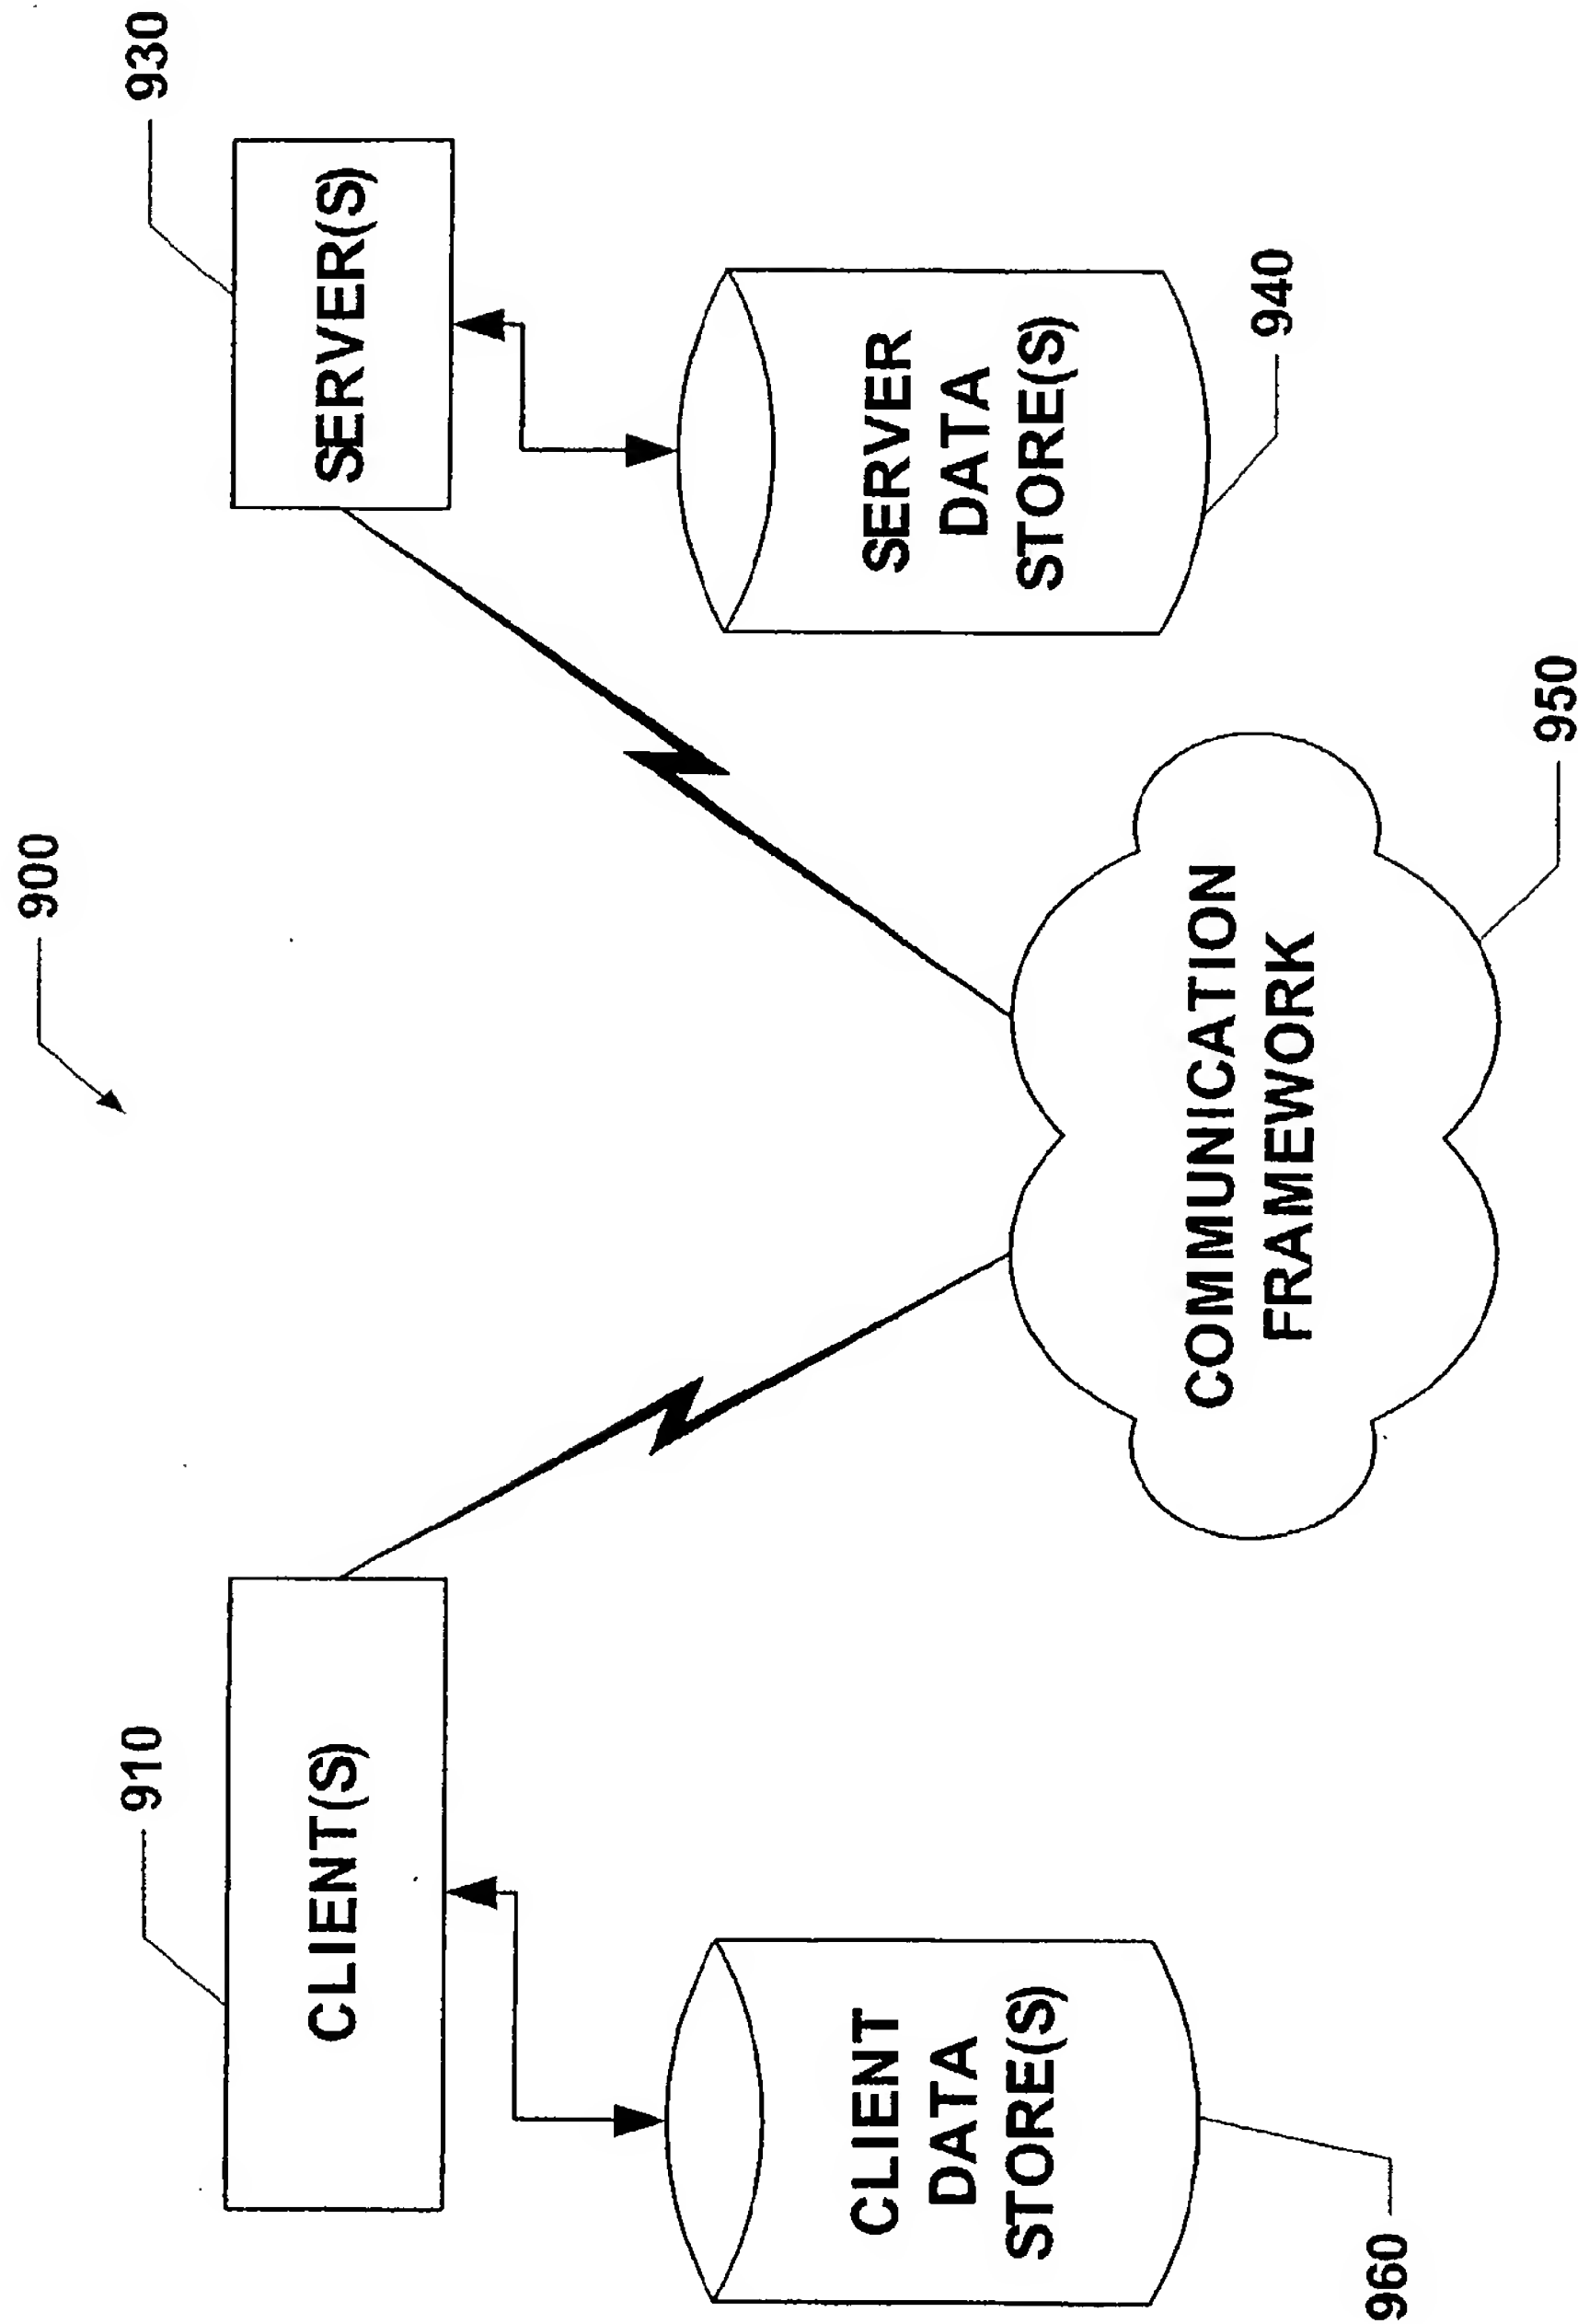 900
910
930
CLIENT(S)
SERVER(S)
CLIENT
DATA
STORE(S)
SERVER
DATA
STORE(S)
COMMUNICATION
FRAMEWORK
940
960
950